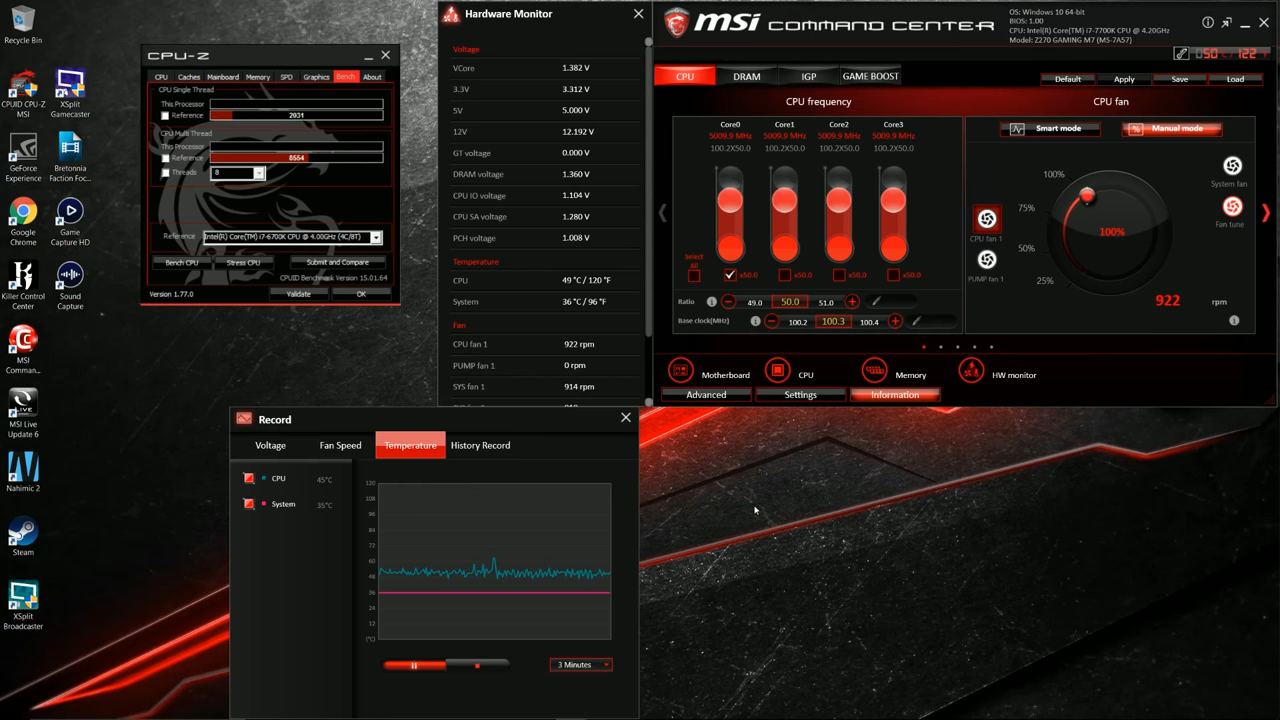 Recycle Bin
CPUID CPU-Z
MSI
XSplit
Gamecaster
GeForce
Experience
Bretonnia
Faction Foc...
Google
Chrome
Game
Capture HD
Killer Control
Center
Sound
Capture
MSI
Comman...
MSI Live
Update 6
Nahimic 2
Steam
XSplit
Broadcaster
CPU-Z
CPU Caches Mainboard Memory SPD Graphics Bench About
CPU Single Thread
This Processor
Reference 2031
CPU Multi Thread
This Processor
Reference 8554
Threads 8
Reference Intel(R) Core(TM) i7-6700K CPU @ 4.00GHz (4C/8T)
Bench CPU Stress CPU Submit and Compare
CPUID Benchmark Version 15.01.64
Version 1.77.0 Validate OK
Hardware Monitor
Voltage
VCore 1.382 V
3.3V 3.312 V
5V 5.000 V
12V 12.192 V
GT voltage 0.000 V
DRAM voltage 1.360 V
CPU IO voltage 1.104 V
CPU SA voltage 1.280 V
PCH voltage 1.008 V
Temperature
CPU 49 °C / 120 °F
System 36 °C / 96 °F
Fan
CPU fan 1 922 rpm
PUMP fan 1 0 rpm
SYS fan 1 914 rpm
msi COMMAND CENTER
OS: Windows 10 64-bit
BIOS: 1.00
CPU: Intel(R) Core(TM) i7-7700K CPU @ 4.20GHz
Model: Z270 GAMING M7 (MS-7A57)
CPU DRAM IGP GAME BOOST
Default Apply Save Load
CPU frequency
Core0 Core1 Core2 Core3
5009.9 MHz 5009.9 MHz 5009.9 MHz 5009.9 MHz
100.2X50.0 100.2X50.0 100.2X50.0 100.2X50.0
Select
All
x50.0 x50.0 x50.0 x50.0
Ratio 49.0 50.0 51.0
Base clock(MHz) 100.2 100.3 100.4
CPU fan
Smart mode Manual mode
CPU fan 1
PUMP fan 1
100%
75%
50%
25%
100%
922 rpm
System fan
Fan tune
Motherboard CPU Memory HW monitor
Advanced Settings Information
Record
Voltage Fan Speed Temperature History Record
CPU 45°C
System 35°C
120
108
96
84
72
60
48
36
24
12
(°C)
3 Minutes